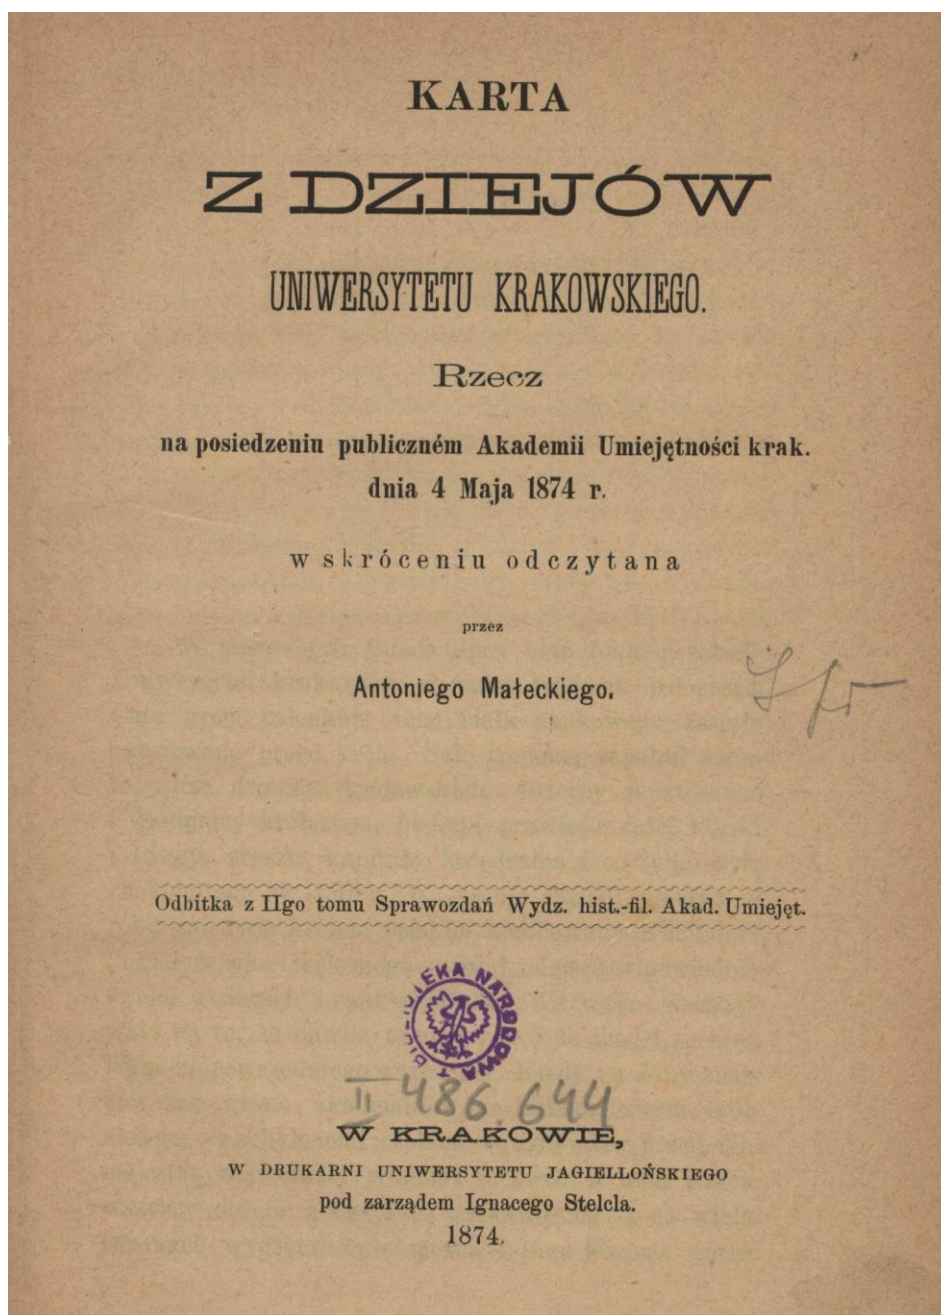 KARTA
Z DZIEJÓW
UNIWERSYTETU KRAKOWSKIEGO.
Rzecz
na posiedzeniu publiczném Akademii Umiejętności krak.
dnia 4 Maja 1874 r.
w skróceniu odczytana
przez
Antoniego Małeckiego.
Odbitka z IIgo tomu Sprawozdań Wydz. hist.-fil. Akad. Umiejęt.
BIBLIOTEKA NARODOWA
II 486.644
W KRAKOWIE,
W DRUKARNI UNIWERSYTETU JAGIELLOŃSKIEGO
pod zarządem Ignacego Stelcla.
1874.